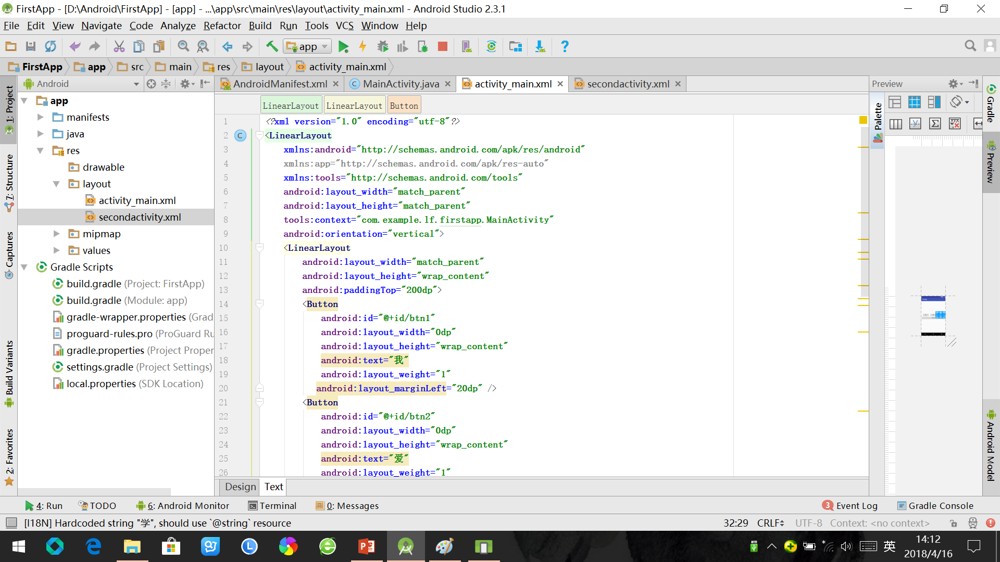 FirstApp - [D:\Android\FirstApp] - [app] - ...\app\src\main\res\layout\activity_main.xml - Android Studio 2.3.1
File Edit View Navigate Code Analyze Refactor Build Run Tools VCS Window Help
app
FirstApp app src main res layout activity_main.xml
Android
AndroidManifest.xml MainActivity.java activity_main.xml secondactivity.xml
Preview
1: Project
7: Structure
Captures
Build Variants
2: Favorites
app
manifests
java
res
drawable
layout
activity_main.xml
secondactivity.xml
mipmap
values
Gradle Scripts
build.gradle (Project: FirstApp)
build.gradle (Module: app)
gradle-wrapper.properties (Grad
proguard-rules.pro (ProGuard Ru
gradle.properties (Project Proper
settings.gradle (Project Settings)
local.properties (SDK Location)
LinearLayout LinearLayout Button
1 <?xml version="1.0" encoding="utf-8"?>
2 <LinearLayout
3 xmlns:android="http://schemas.android.com/apk/res/android"
4 xmlns:app="http://schemas.android.com/apk/res-auto"
5 xmlns:tools="http://schemas.android.com/tools"
6 android:layout_width="match_parent"
7 android:layout_height="match_parent"
8 tools:context="com.example.lf.firstapp.MainActivity"
9 android:orientation="vertical">
10 <LinearLayout
11 android:layout_width="match_parent"
12 android:layout_height="wrap_content"
13 android:paddingTop="200dp">
14 <Button
15 android:id="@+id/btn1"
16 android:layout_width="0dp"
17 android:layout_height="wrap_content"
18 android:text="我"
19 android:layout_weight="1"
20 android:layout_marginLeft="20dp" />
21 <Button
22 android:id="@+id/btn2"
23 android:layout_width="0dp"
24 android:layout_height="wrap_content"
25 android:text="爱"
26 android:layout_weight="1"
Design Text
Palette
Gradle
Preview
Android Model
4: Run TODO 6: Android Monitor Terminal 0: Messages
3 Event Log Gradle Console
[I18N] Hardcoded string "学", should use `@string` resource
32:29 CRLF UTF-8 Context: <no context>
英
14:12
2018/4/16